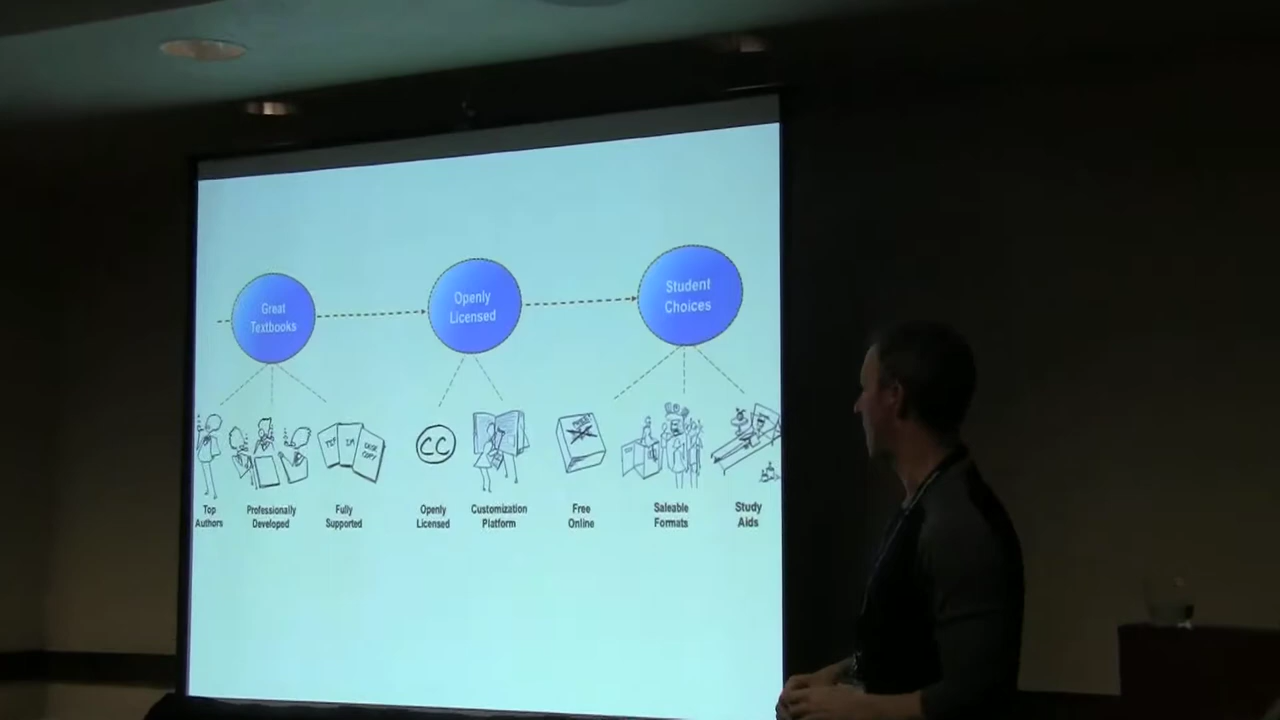 Great
Textbooks
Openly
Licensed
Student
Choices
CC
Top
Authors
Professionally
Developed
Fully
Supported
Openly
Licensed
Customization
Platform
Free
Online
Saleable
Formats
Study
Aids